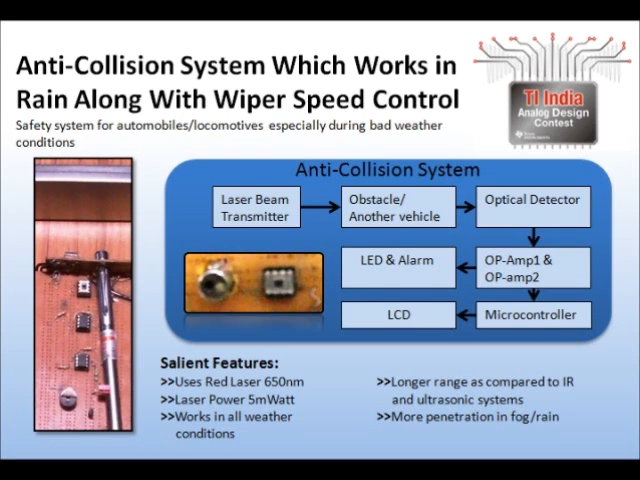 Anti-Collision System Which Works in
Rain Along With Wiper Speed Control
Safety system for automobiles/locomotives especially during bad weather
conditions
TI India
Analog Design
Contest
Anti-Collision System
Laser Beam
Transmitter
Obstacle/
Another vehicle
Optical Detector
LED & Alarm
OP-Amp1 &
OP-amp2
LCD
Microcontroller
Salient Features:
>>Uses Red Laser 650nm
>>Laser Power 5mWatt
>>Works in all weather
conditions
>>Longer range as compared to IR
and ultrasonic systems
>>More penetration in fog/rain